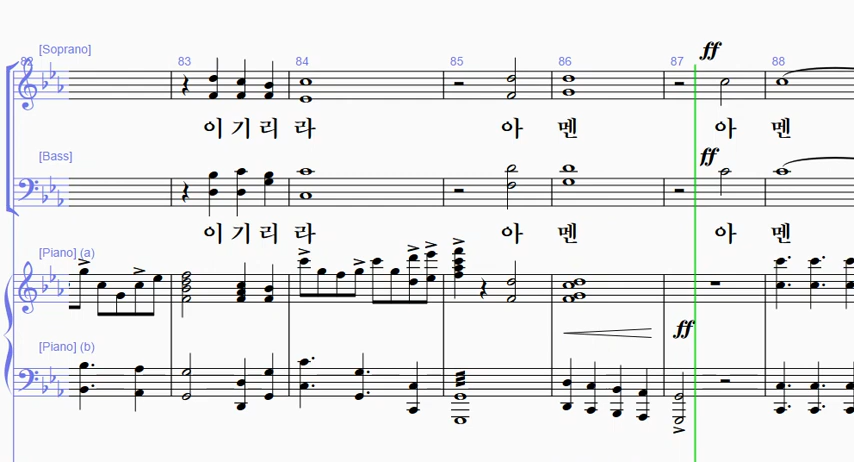 [Soprano]
82 83 84 85 86 87 88
ff
이 기 리 라 아 멘 아 멘
[Bass]
ff
이 기 리 라 아 멘 아 멘
[Piano] (a)
ff
[Piano] (b)